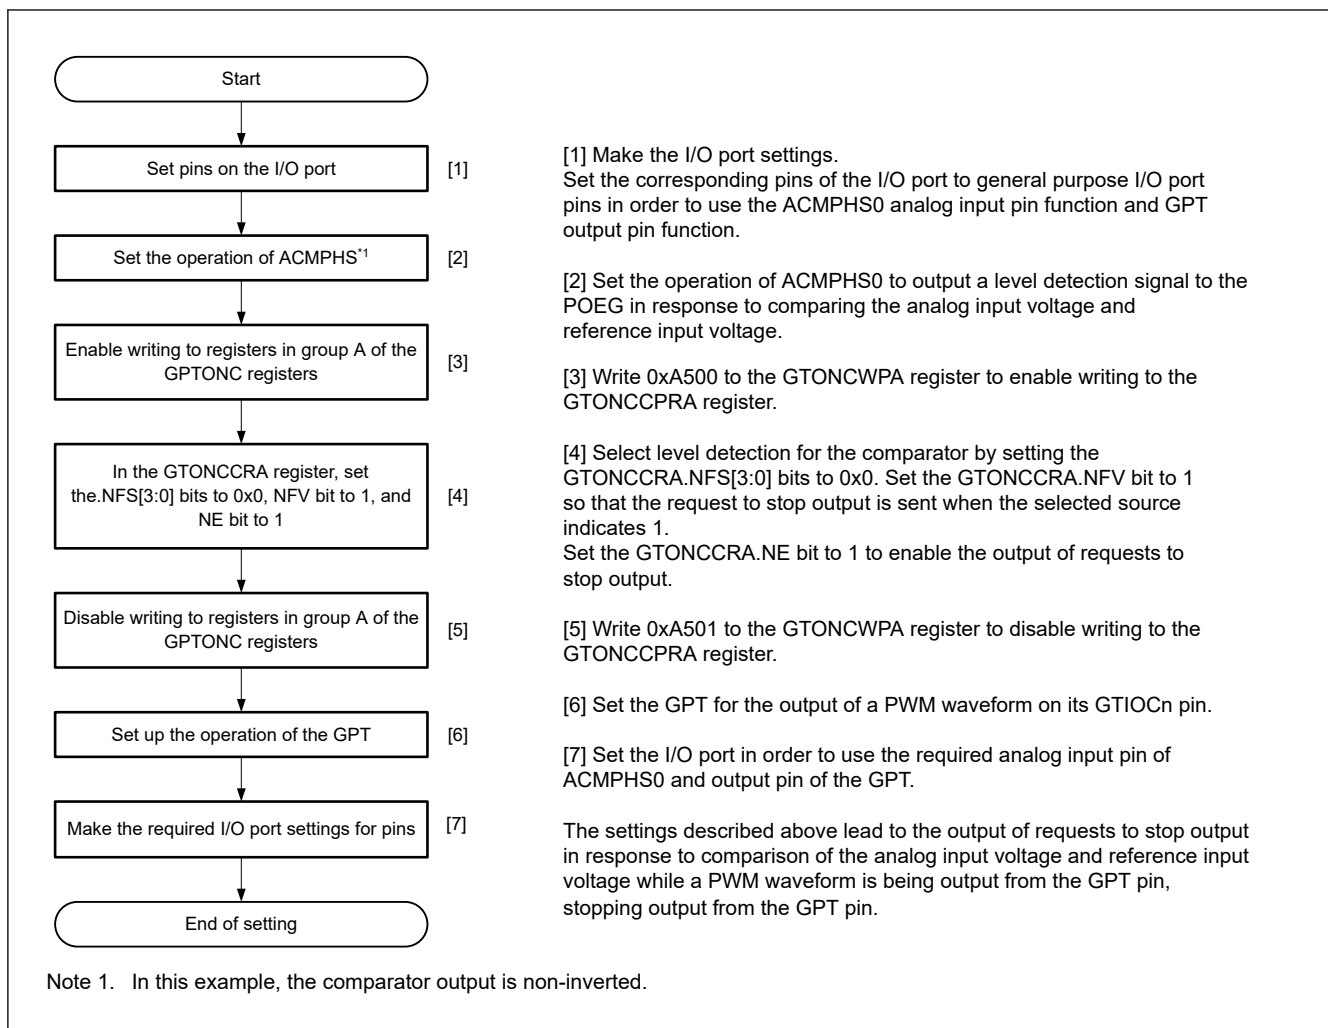 Start
Set pins on the I/O port
[1]
Set the operation of ACMPHS*1
[2]
Enable writing to registers in group A of the
GPTONC registers
[3]
In the GTONCCRA register, set
the.NFS[3:0] bits to 0x0, NFV bit to 1, and
NE bit to 1
[4]
Disable writing to registers in group A of the
GPTONC registers
[5]
Set up the operation of the GPT
[6]
Make the required I/O port settings for pins
[7]
End of setting
[1] Make the I/O port settings.
Set the corresponding pins of the I/O port to general purpose I/O port
pins in order to use the ACMPHS0 analog input pin function and GPT
output pin function.
[2] Set the operation of ACMPHS0 to output a level detection signal to the
POEG in response to comparing the analog input voltage and
reference input voltage.
[3] Write 0xA500 to the GTONCWPA register to enable writing to the
GTONCCPRA register.
[4] Select level detection for the comparator by setting the
GTONCCRA.NFS[3:0] bits to 0x0. Set the GTONCCRA.NFV bit to 1
so that the request to stop output is sent when the selected source
indicates 1.
Set the GTONCCRA.NE bit to 1 to enable the output of requests to
stop output.
[5] Write 0xA501 to the GTONCWPA register to disable writing to the
GTONCCPRA register.
[6] Set the GPT for the output of a PWM waveform on its GTIOCn pin.
[7] Set the I/O port in order to use the required analog input pin of
ACMPHS0 and output pin of the GPT.
The settings described above lead to the output of requests to stop output
in response to comparison of the analog input voltage and reference input
voltage while a PWM waveform is being output from the GPT pin,
stopping output from the GPT pin.
Note 1. In this example, the comparator output is non-inverted.